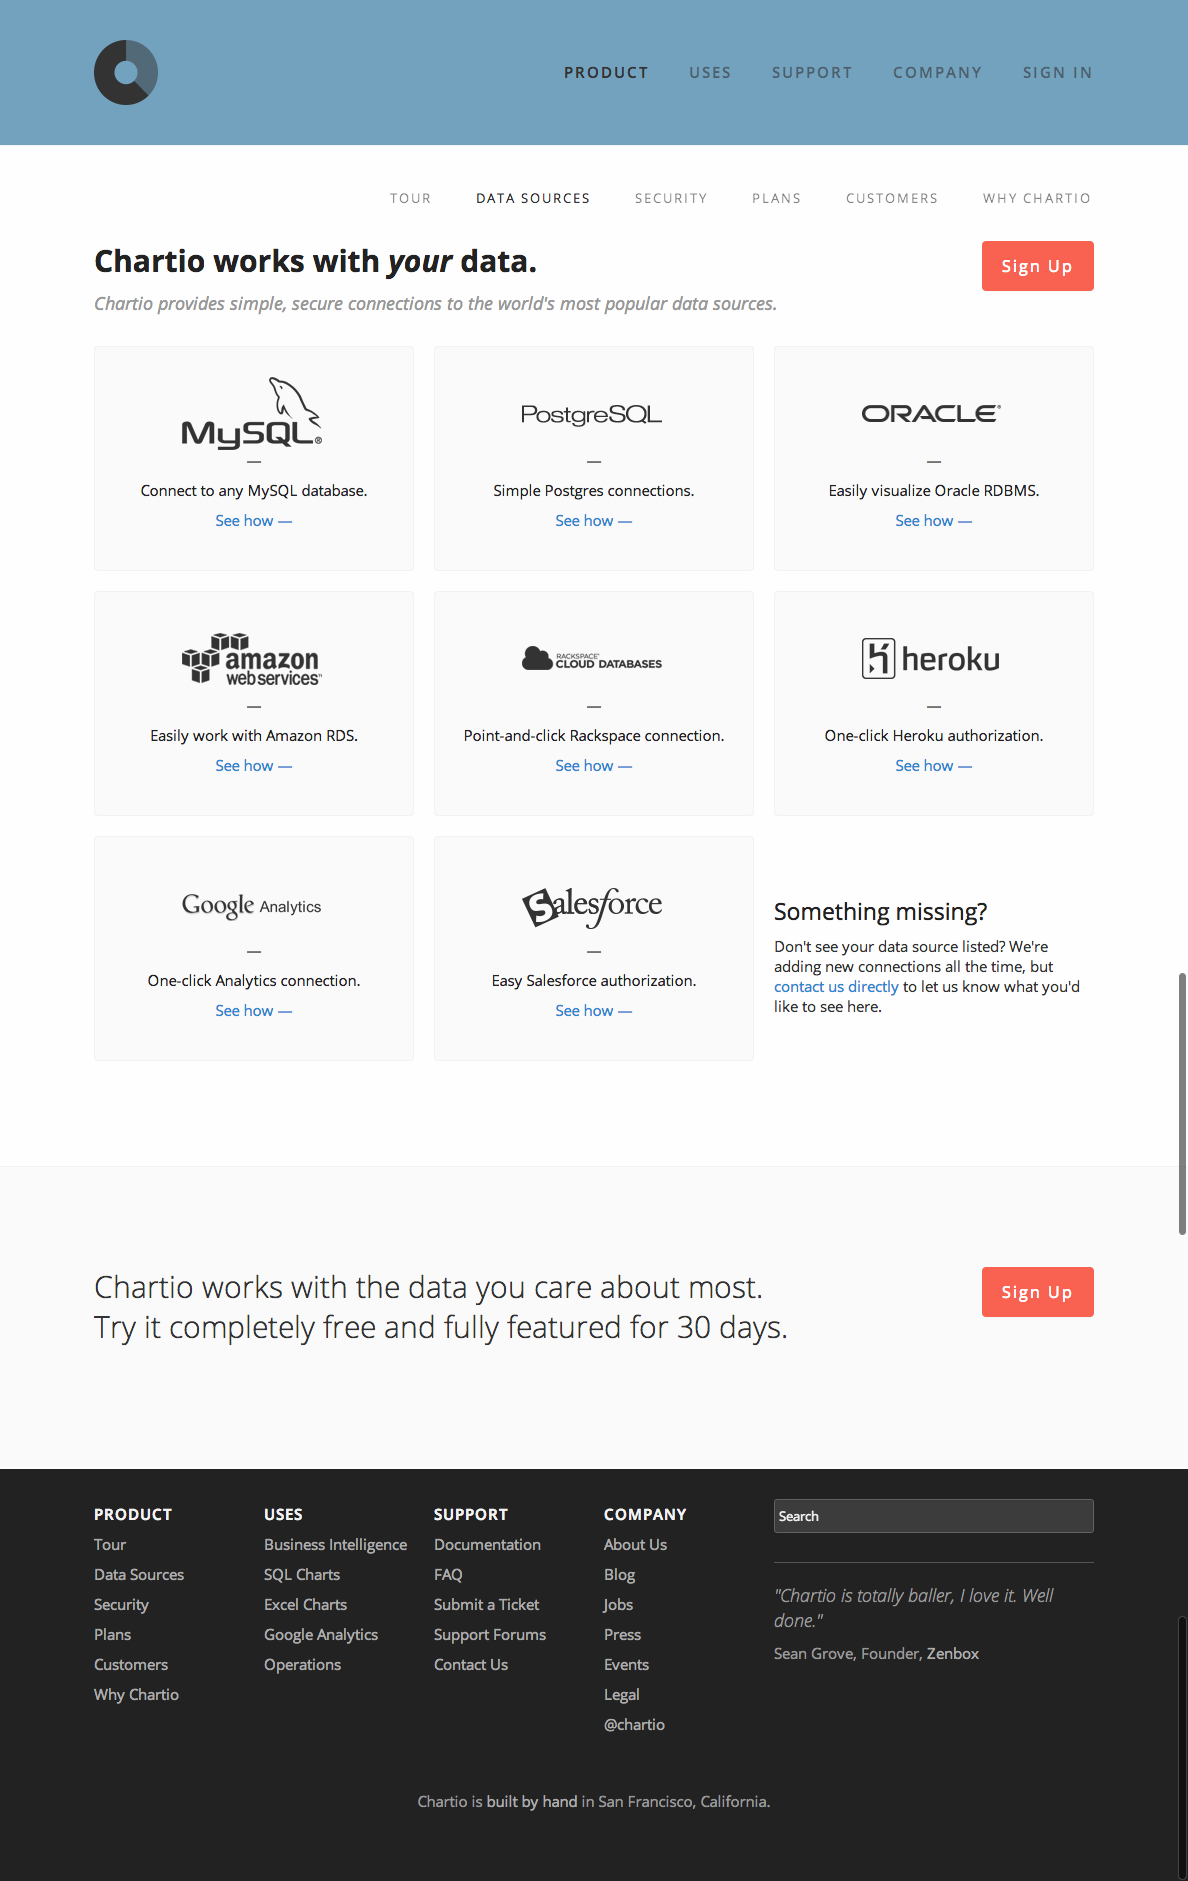 PRODUCT USES SUPPORT COMPANY SIGN IN
TOUR DATA SOURCES SECURITY PLANS CUSTOMERS WHY CHARTIO
Chartio works with your data.
Sign Up
Chartio provides simple, secure connections to the world's most popular data sources.
MySQL®
—
Connect to any MySQL database.
See how —
PostgreSQL
—
Simple Postgres connections.
See how —
ORACLE®
—
Easily visualize Oracle RDBMS.
See how —
amazon
webservices™
—
Easily work with Amazon RDS.
See how —
RACKSPACE®
CLOUD DATABASES
—
Point-and-click Rackspace connection.
See how —
heroku
—
One-click Heroku authorization.
See how —
Google Analytics
—
One-click Analytics connection.
See how —
Salesforce
—
Easy Salesforce authorization.
See how —
Something missing?
Don't see your data source listed? We're
adding new connections all the time, but
contact us directly to let us know what you'd
like to see here.
Chartio works with the data you care about most.
Try it completely free and fully featured for 30 days.
Sign Up
PRODUCT
Tour
Data Sources
Security
Plans
Customers
Why Chartio
USES
Business Intelligence
SQL Charts
Excel Charts
Google Analytics
Operations
SUPPORT
Documentation
FAQ
Submit a Ticket
Support Forums
Contact Us
COMPANY
About Us
Blog
Jobs
Press
Events
Legal
@chartio
Search
"Chartio is totally baller, I love it. Well
done."
Sean Grove, Founder, Zenbox
Chartio is built by hand in San Francisco, California.